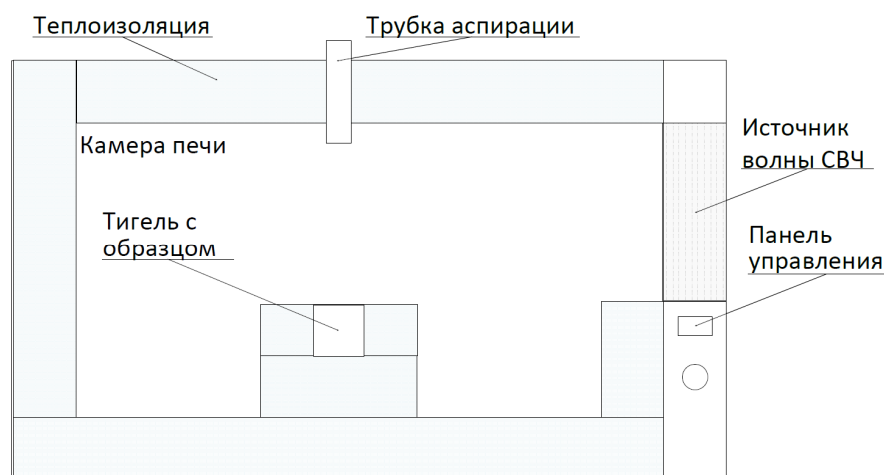 Теплоизоляция
Трубка аспирации
Камера печи
Источник
волны СВЧ
Тигель с
образцом
Панель
управления